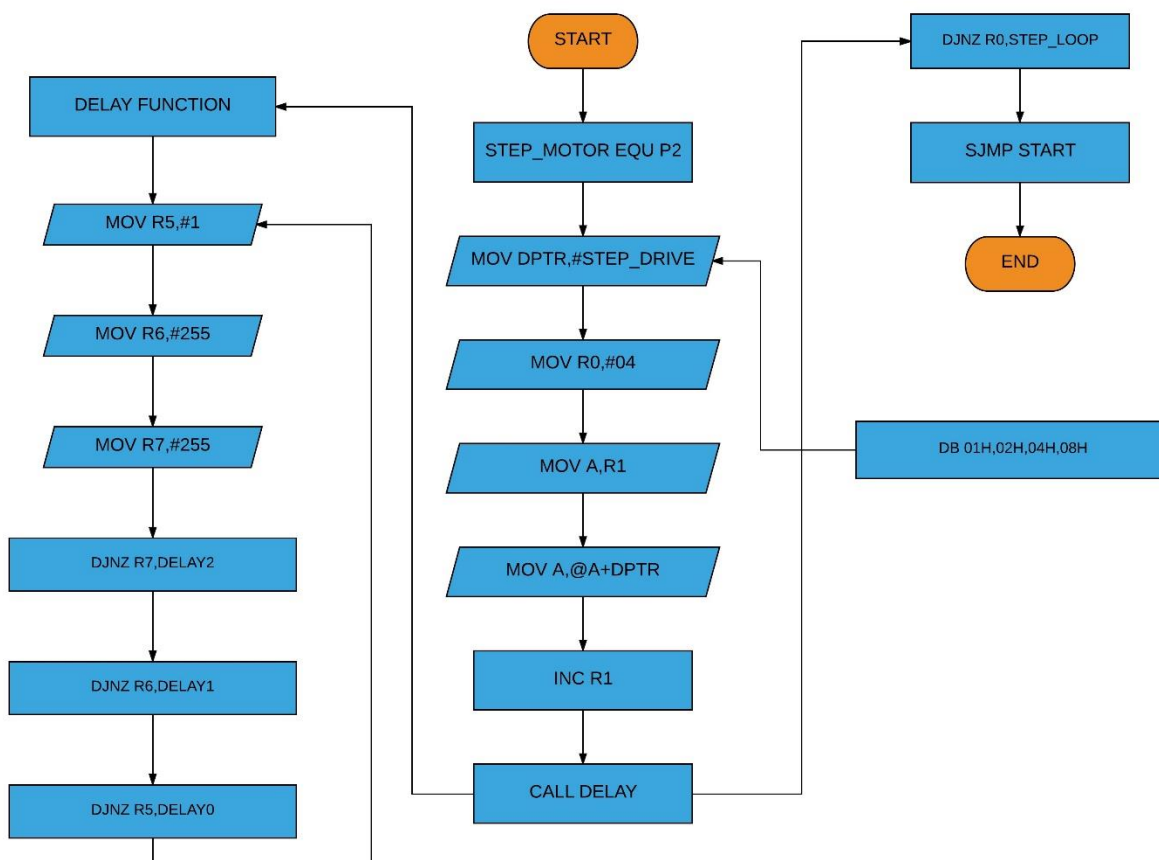 START
STEP_MOTOR EQU P2
MOV DPTR,#STEP_DRIVE
MOV R0,#04
MOV A,R1
MOV A,@A+DPTR
INC R1
CALL DELAY
DELAY FUNCTION
MOV R5,#1
MOV R6,#255
MOV R7,#255
DJNZ R7,DELAY2
DJNZ R6,DELAY1
DJNZ R5,DELAY0
DJNZ R0,STEP_LOOP
SJMP START
END
DB 01H,02H,04H,08H